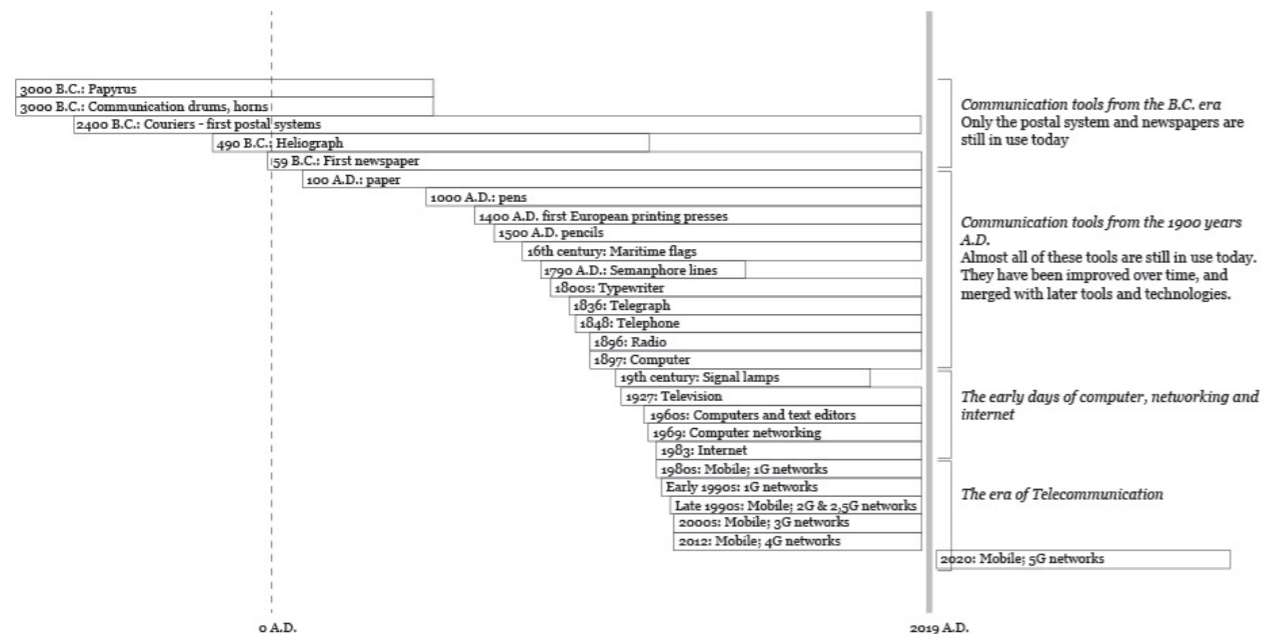 3000 B.C.: Papyrus
3000 B.C.: Communication drums, horns
2400 B.C.: Couriers - first postal systems
490 B.C.: Heliograph
59 B.C.: First newspaper
100 A.D.: paper
1000 A.D.: pens
1400 A.D. first European printing presses
1500 A.D. pencils
16th century: Maritime flags
1790 A.D.: Semanphore lines
1800s: Typewriter
1836: Telegraph
1848: Telephone
1896: Radio
1897: Computer
19th century: Signal lamps
1927: Television
1960s: Computers and text editors
1969: Computer networking
1983: Internet
1980s: Mobile; 1G networks
Early 1990s: 1G networks
Late 1990s: Mobile; 2G & 2,5G networks
2000s: Mobile; 3G networks
2012: Mobile; 4G networks
2020: Mobile; 5G networks
Communication tools from the B.C. era
Only the postal system and newspapers are
still in use today
Communication tools from the 1900 years
A.D.
Almost all of these tools are still in use today.
They have been improved over time, and
merged with later tools and technologies.
The early days of computer, networking and
internet
The era of Telecommunication
0 A.D.
2019 A.D.